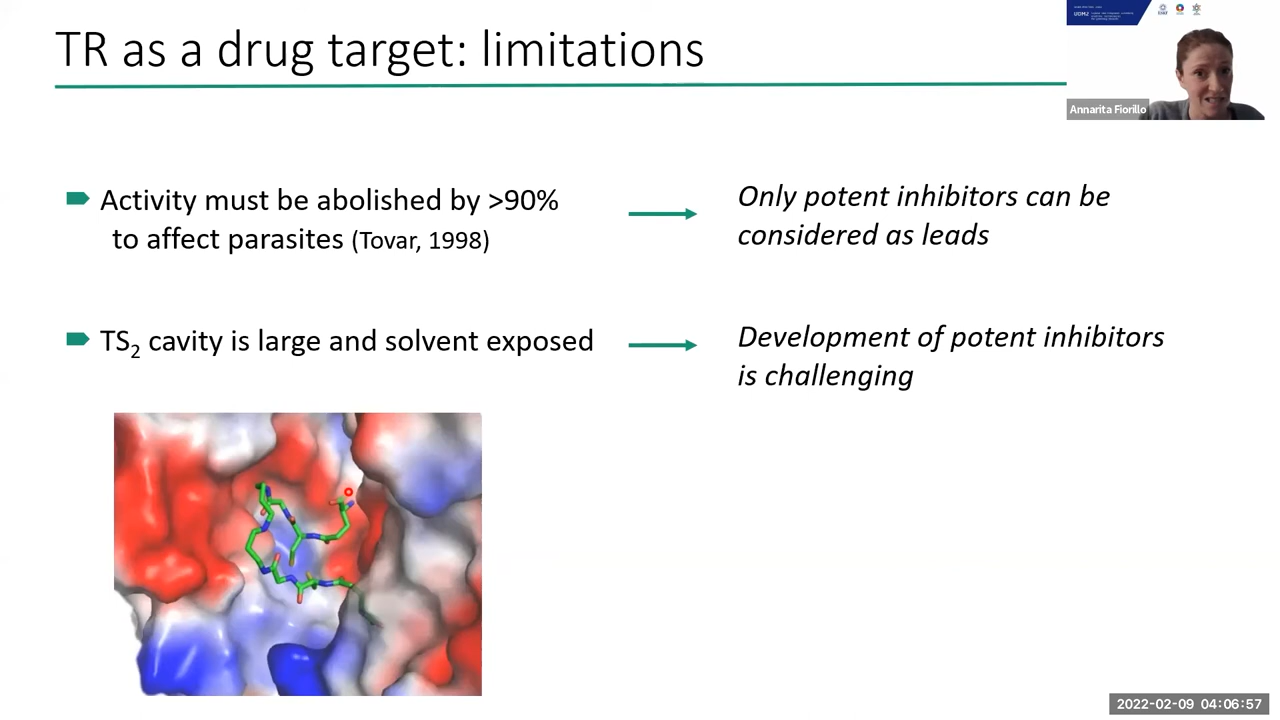 TR as a drug target: limitations
UOMU
Annarita Fiorillo
Activity must be abolished by >90%
to affect parasites (Tovar, 1998)
Only potent inhibitors can be
considered as leads
TS2 cavity is large and solvent exposed
Development of potent inhibitors
is challenging
2022-02-09 04:06:57